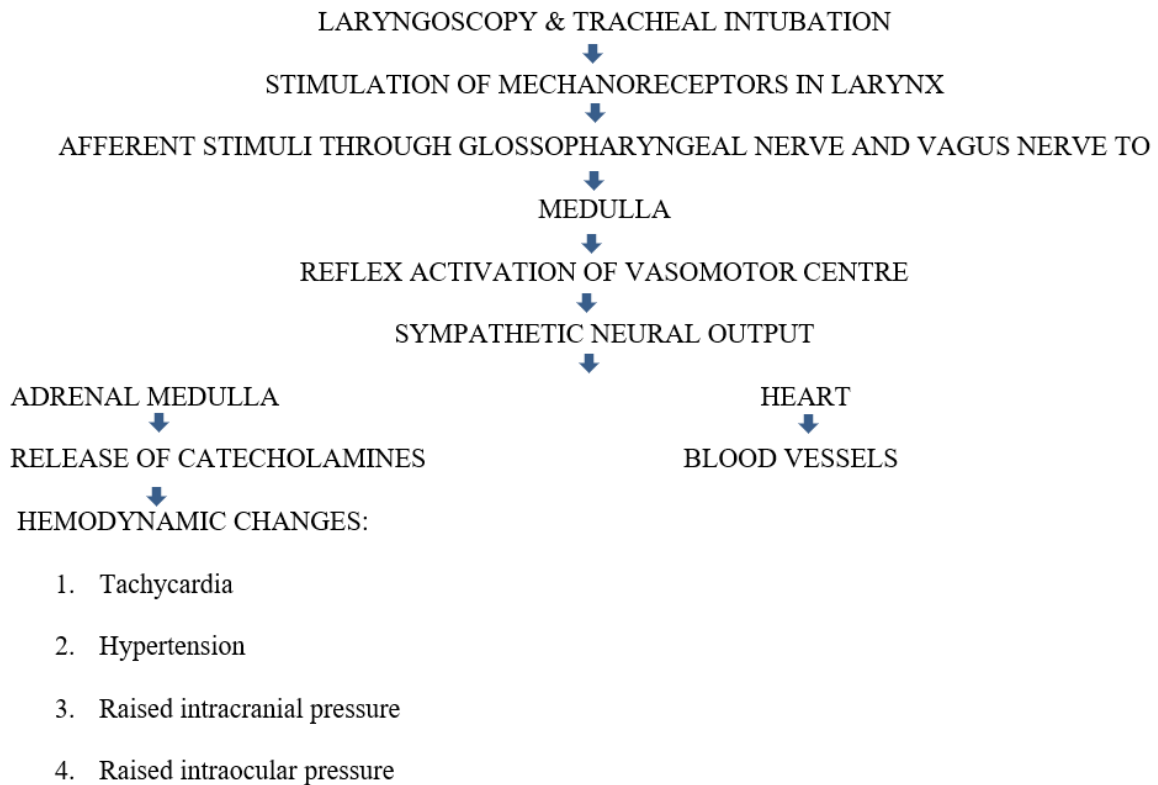 LARYNGOSCOPY & TRACHEAL INTUBATION
STIMULATION OF MECHANORECEPTORS IN LARYNX
AFFERENT STIMULI THROUGH GLOSSOPHARYNGEAL NERVE AND VAGUS NERVE TO
MEDULLA
REFLEX ACTIVATION OF VASOMOTOR CENTRE
SYMPATHETIC NEURAL OUTPUT
ADRENAL MEDULLA HEART
RELEASE OF CATECHOLAMINES BLOOD VESSELS
HEMODYNAMIC CHANGES:
1. Tachycardia
2. Hypertension
3. Raised intracranial pressure
4. Raised intraocular pressure